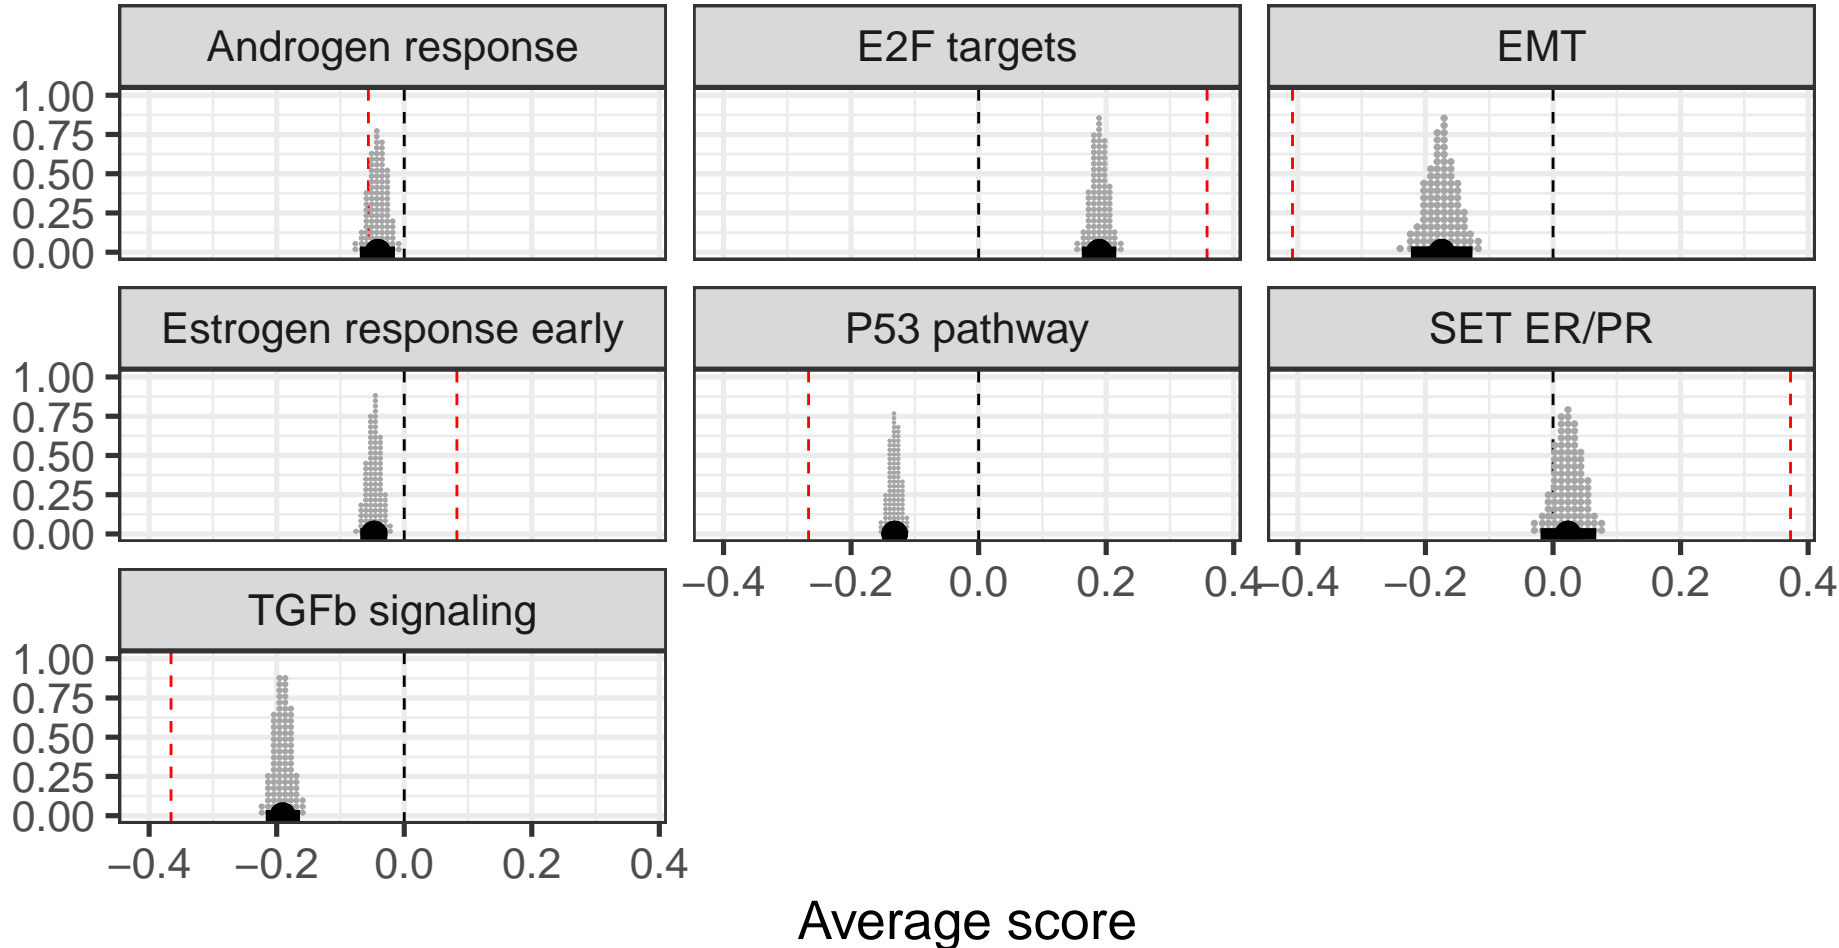 Androgen response
E2F targets
EMT
1.00
0.75
0.50
0.25
0.00
Estrogen response early
P53 pathway
SET ER/PR
1.00
0.75
0.50
0.25
0.00
−0.4 −0.2 0.0 0.2 0.4
−0.4 −0.2 0.0 0.2 0.4
TGFb signaling
1.00
0.75
0.50
0.25
0.00
−0.4 −0.2 0.0 0.2 0.4
Average score